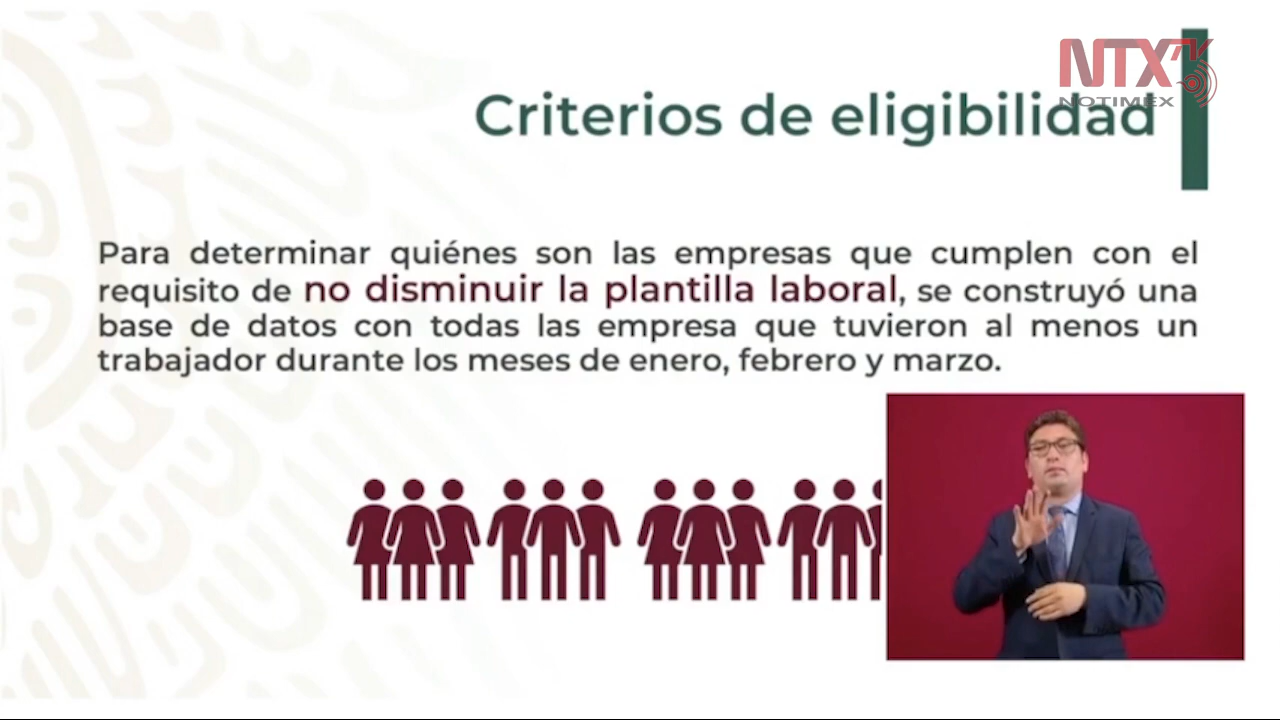 NTX TV
NOTIMEX
Criterios de eligibilidad
Para determinar quiénes son las empresas que cumplen con el
requisito de no disminuir la plantilla laboral, se construyó una
base de datos con todas las empresa que tuvieron al menos un
trabajador durante los meses de enero, febrero y marzo.